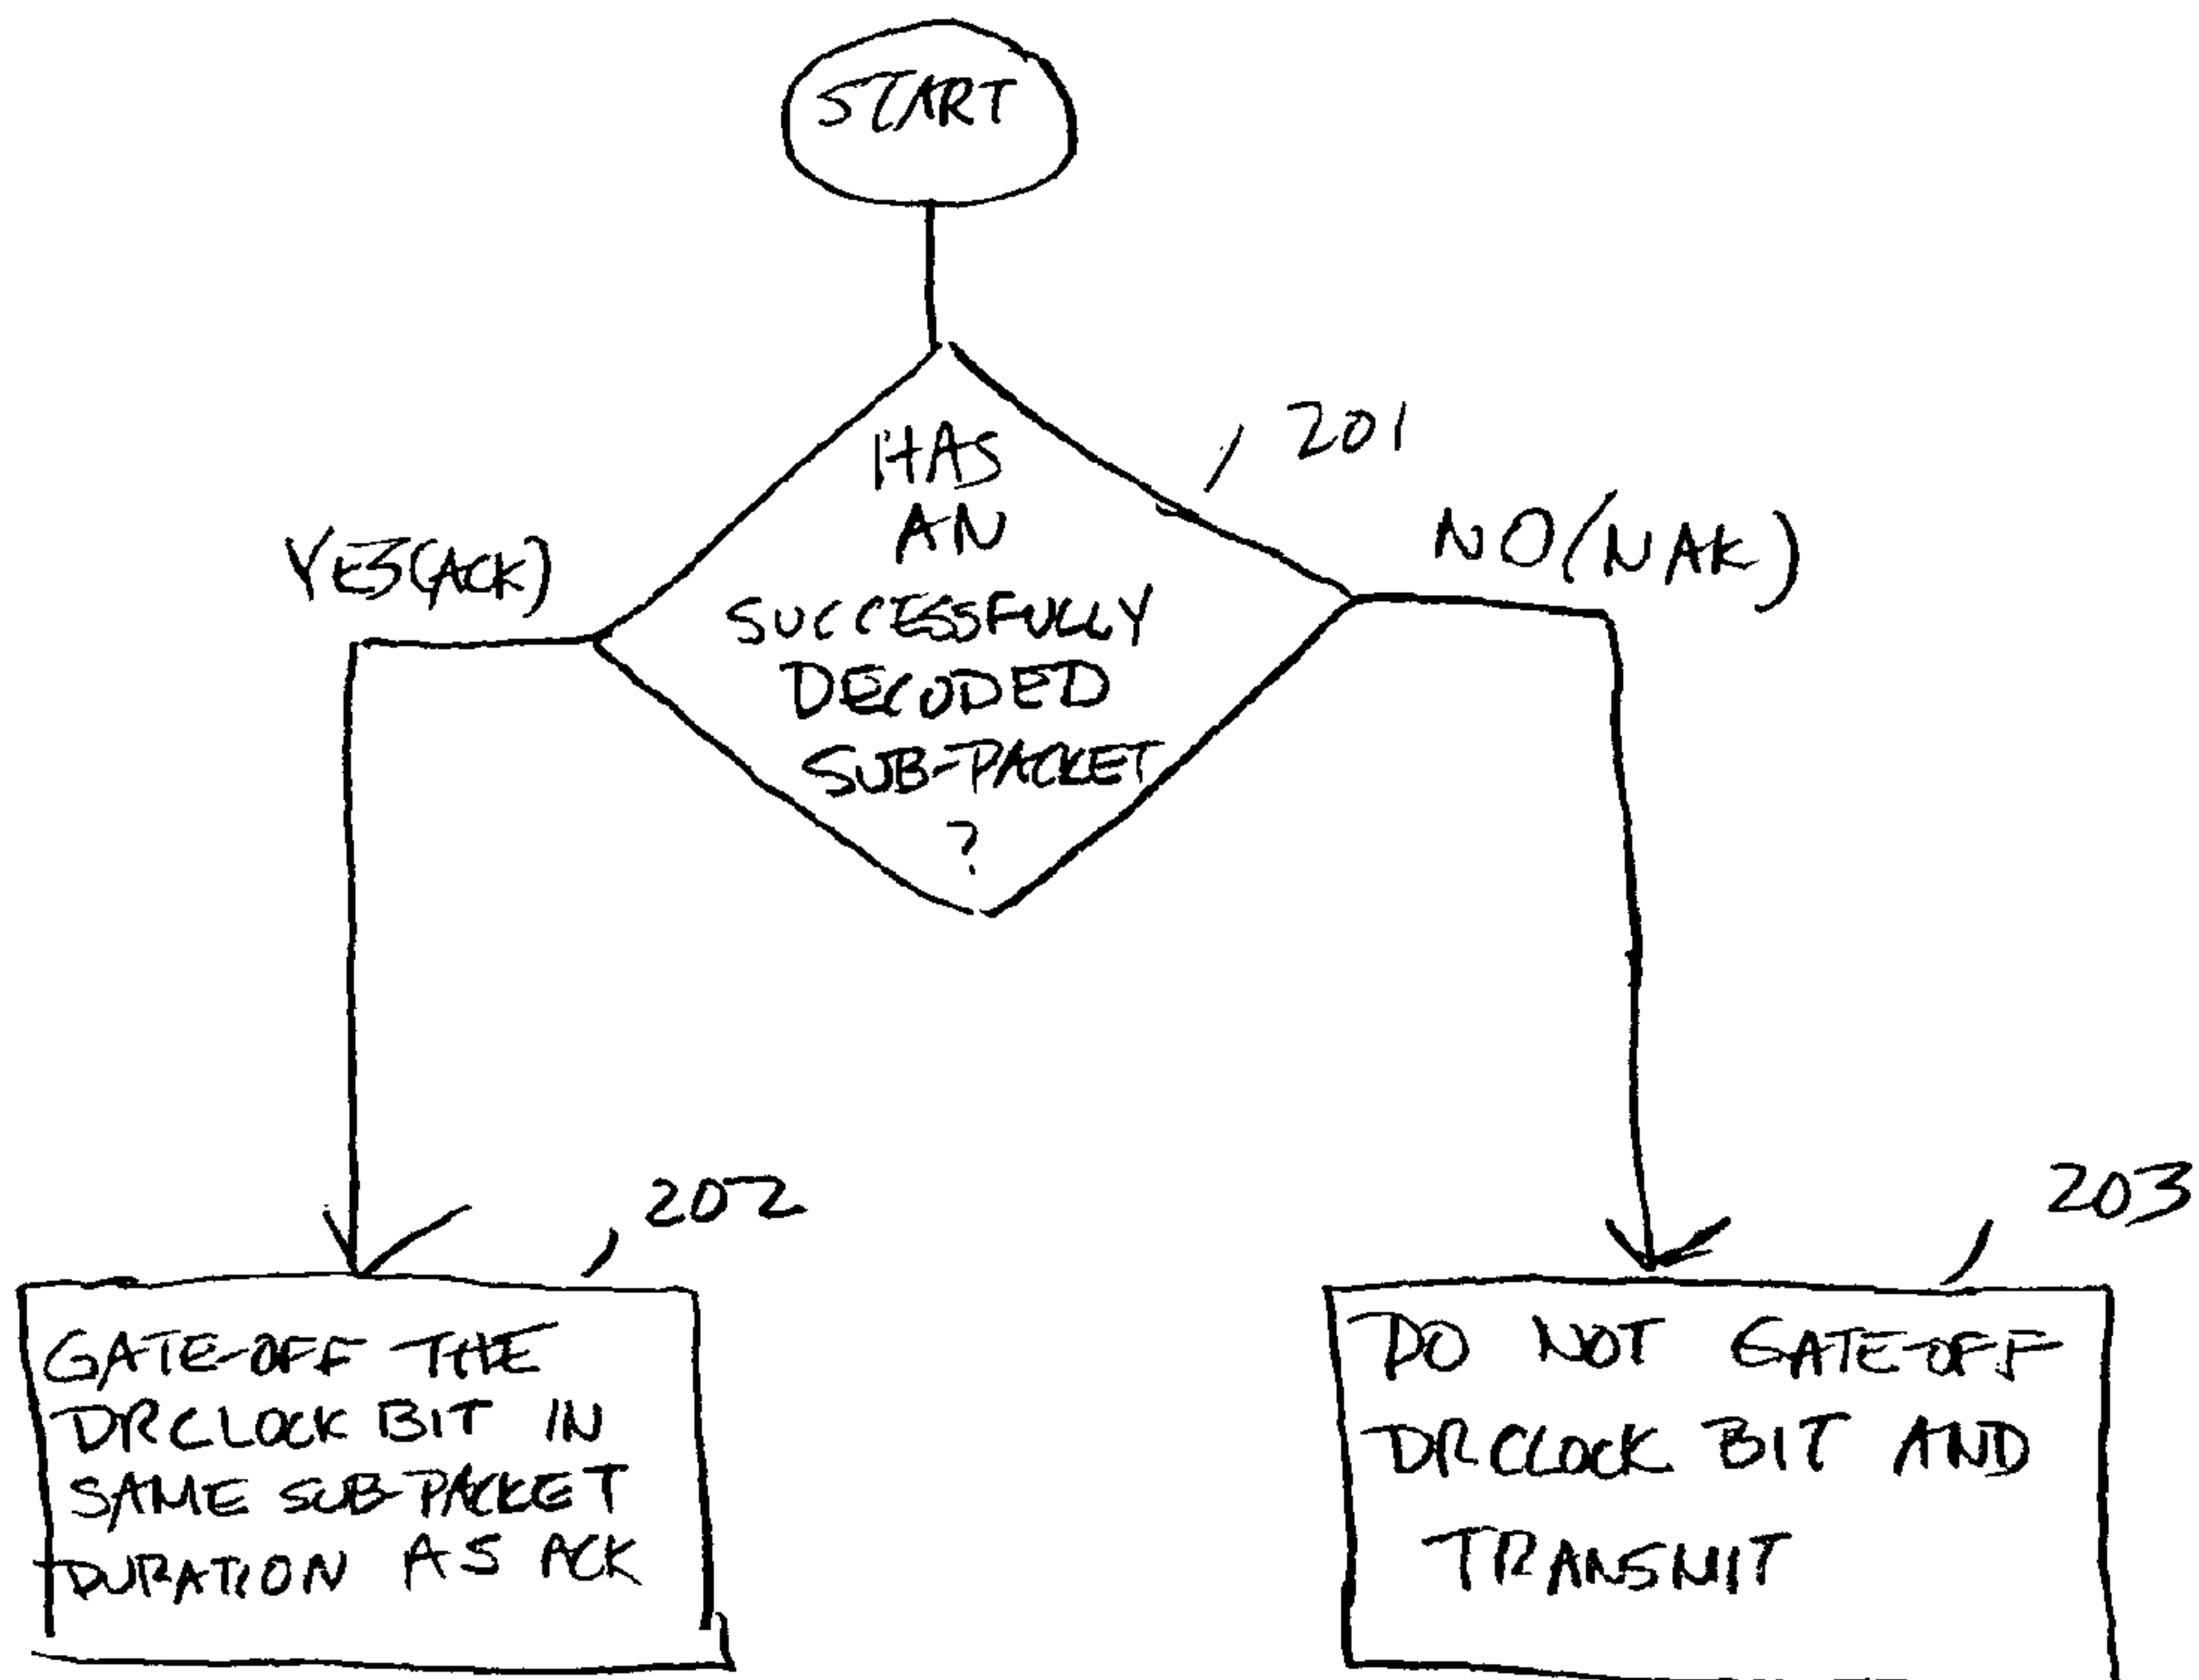 START
HAS
AN
SUCCESSFULLY
DECODED
SUB-PACKET
?
201
YES(ACK)
NO(NAK)
202
GATE-OFF THE
DRCLOCK BIT IN
SAME SUB-PACKET
DURATION AS ACK
203
DO NOT GATE-OFF
DRCLOCK BIT AND
TRANSMIT